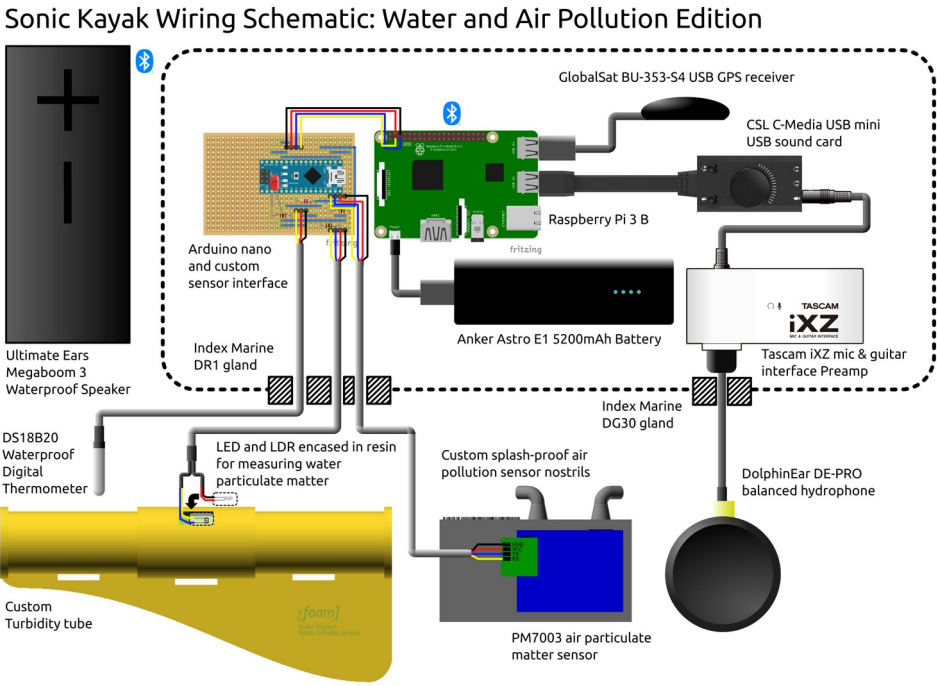 Sonic Kayak Wiring Schematic: Water and Air Pollution Edition
GlobalSat BU-353-S4 USB GPS receiver
CSL C-Media USB mini
USB sound card
Raspberry Pi 3 B
fritzing
fritzing
Arduino nano
and custom
sensor interface
Anker Astro E1 5200mAh Battery
TASCAM
iXZ
MIC & GUITAR INTERFACE
Tascam iXZ mic & guitar
interface Preamp
Ultimate Ears
Megaboom 3
Waterproof Speaker
Index Marine
DR1 gland
Index Marine
DG30 gland
DS18B20
Waterproof
Digital
Thermometer
LED and LDR encased in resin
for measuring water
particulate matter
Custom splash-proof air
pollution sensor nostrils
DolphinEar DE-PRO
balanced hydrophone
GND
VCC
Custom
Turbidity tube
[foam]
PM7003 air particulate
matter sensor